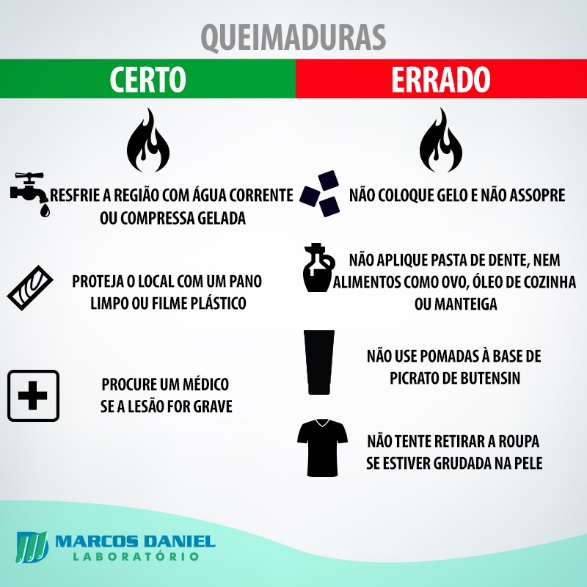 QUEIMADURAS
CERTO
ERRADO
RESFRIE A REGIÃO COM ÁGUA CORRENTE
OU COMPRESSA GELADA
PROTEJA O LOCAL COM UM PANO
LIMPO OU FILME PLÁSTICO
PROCURE UM MÉDICO
SE A LESÃO FOR GRAVE
NÃO COLOQUE GELO E NÃO ASSOPRE
NÃO APLIQUE PASTA DE DENTE, NEM
ALIMENTOS COMO OVO, ÓLEO DE COZINHA
OU MANTEIGA
NÃO USE POMADAS À BASE DE
PICRATO DE BUTENSIN
NÃO TENTE RETIRAR A ROUPA
SE ESTIVER GRUDADA NA PELE
MARCOS DANIEL
LABORATÓRIO